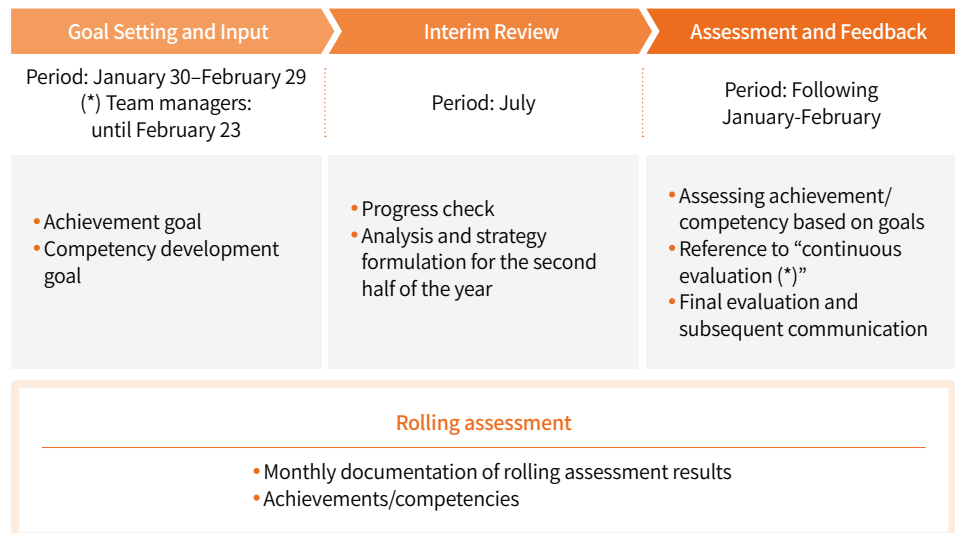 Goal Setting and Input
Interim Review
Assessment and Feedback
Period: January 30–February 29
(*) Team managers:
until February 23
Period: July
Period: Following
January-February
•Achievement goal
•Competency development
goal
•Progress check
•Analysis and strategy
formulation for the second
half of the year
•Assessing achievement/
competency based on goals
•Reference to “continuous
evaluation (*)”
•Final evaluation and
subsequent communication
Rolling assessment
•Monthly documentation of rolling assessment results
•Achievements/competencies